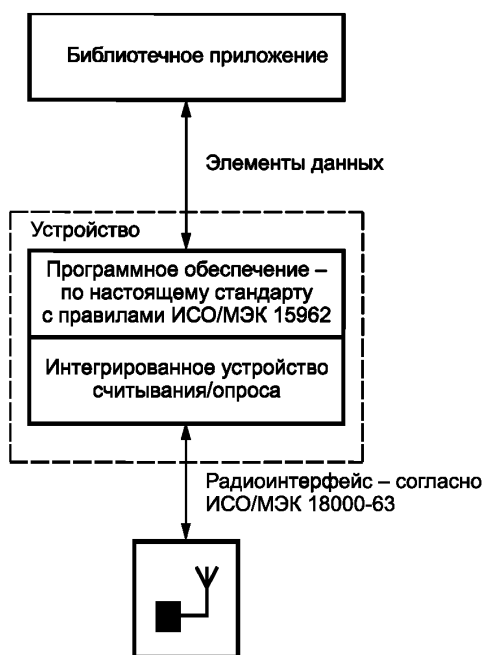 Библиотечное приложение
Элементы данных
Устройство
Программное обеспечение –
по настоящему стандарту
с правилами ИСО/МЭК 15962
Интегрированное устройство
считывания/опроса
Радиоинтерфейс – согласно
ИСО/МЭК 18000-63